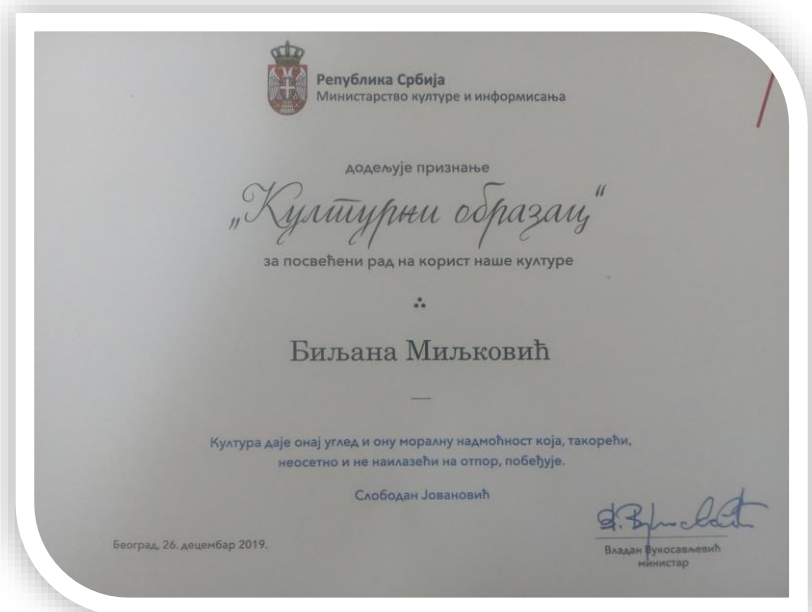 Република Србија
Министарство културе и информисања
додељује признање
„Културни образац“
за посвећени рад на корист наше културе
Биљана Миљковић
Култура даје онај углед и ону моралну надмоћност која, такорећи,
неосетно и не наилазећи на отпор, побеђује.
Слободан Јовановић
Београд, 26. децембар 2019.
Владан Вукосављевић
министар